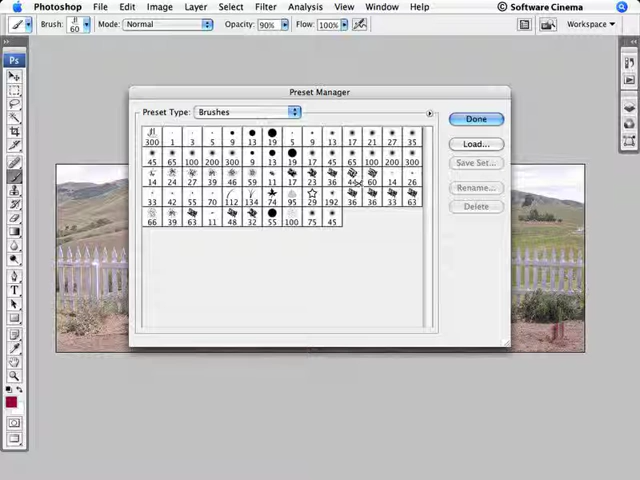 Photoshop File Edit Image Layer Select Filter Analysis View Window Help © Software Cinema
Brush: 60 Mode: Normal Opacity: 90% Flow: 100% Workspace
Preset Manager
Preset Type: Brushes
Done
Load...
Save Set...
Rename...
Delete
300 1 3 5 9 13 19 5 9 13 17 21 27 35
45 65 100 200 300 9 13 19 17 45 65 100 200 300
14 24 27 39 46 59 11 17 23 36 44 60 14 26
33 42 55 70 112 134 74 95 29 192 36 36 33 63
66 39 63 11 48 32 55 100 75 45
Ps